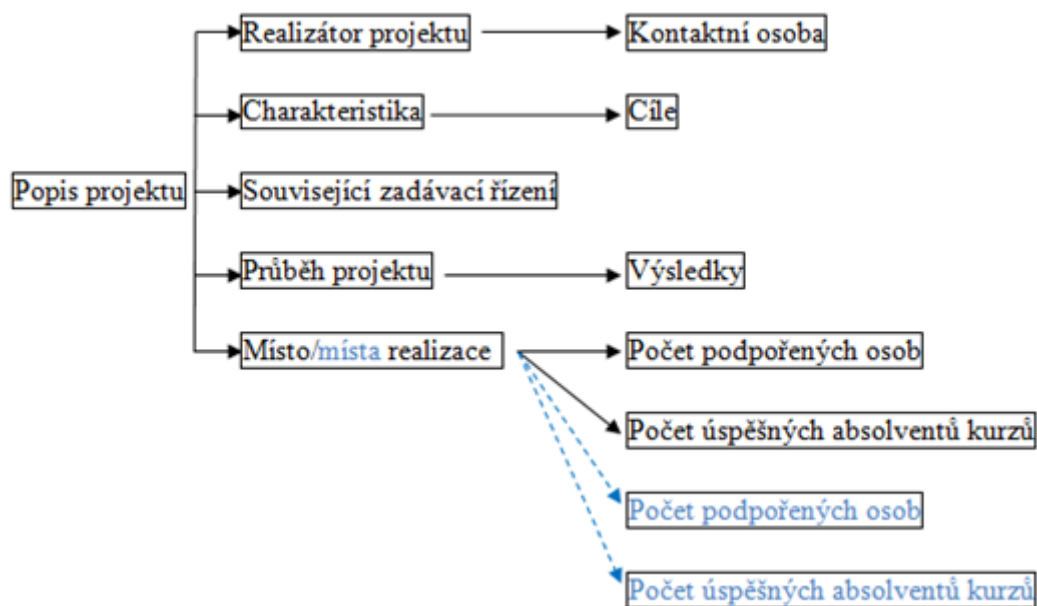 Realizátor projektu
Kontaktní osoba
Charakteristika
Cíle
Popis projektu
Související zadávací řízení
Průběh projektu
Výsledky
Místo/místa realizace
Počet podpořených osob
Počet úspěšných absolventů kurzů
Počet podpořených osob
Počet úspěšných absolventů kurzů